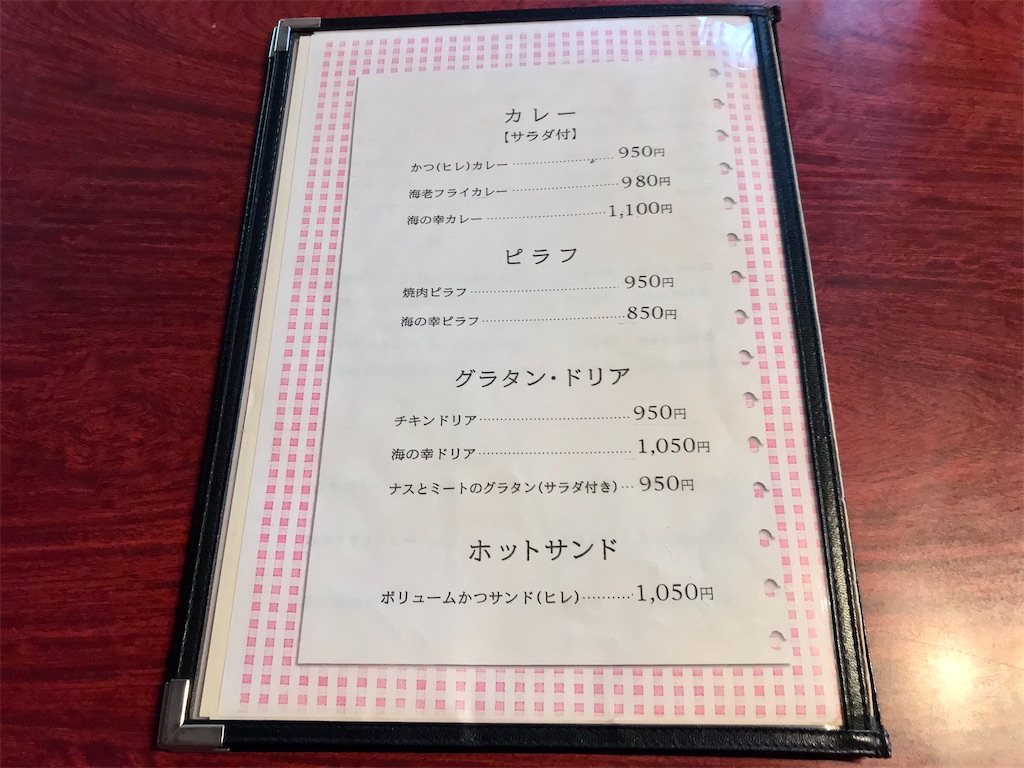 カレー
【サラダ付】
かつ(ヒレ)カレー 950円
海老フライカレー 980円
海の幸カレー 1,100円
ピラフ
焼肉ピラフ 950円
海の幸ピラフ 850円
グラタン・ドリア
チキンドリア 950円
海の幸ドリア 1,050円
ナスとミートのグラタン(サラダ付き) 950円
ホットサンド
ボリュームかつサンド(ヒレ) 1,050円